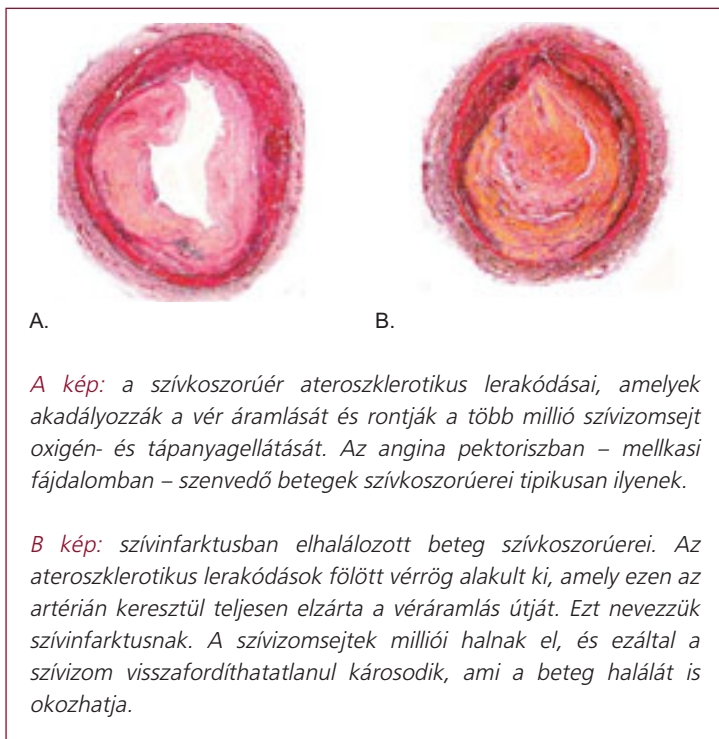 A. B.
A kép: a szívkoszorúér ateroszklerotikus lerakódásai, amelyek
akadályozzák a vér áramlását és rontják a több millió szívizomsejt
oxigén- és tápanyagellátását. Az angina pektoriszban – mellkasi
fájdalomban – szenvedő betegek szívkoszorúerei tipikusan ilyenek.
B kép: szívinfarktusban elhalálozott beteg szívkoszorúerei. Az
ateroszklerotikus lerakódások fölött vérrög alakult ki, amely ezen az
artérián keresztül teljesen elzárta a véráramlás útját. Ezt nevezzük
szívinfarktusnak. A szívizomsejtek milliói halnak el, és ezáltal a
szívizom visszafordíthatatlanul károsodik, ami a beteg halálát is
okozhatja.